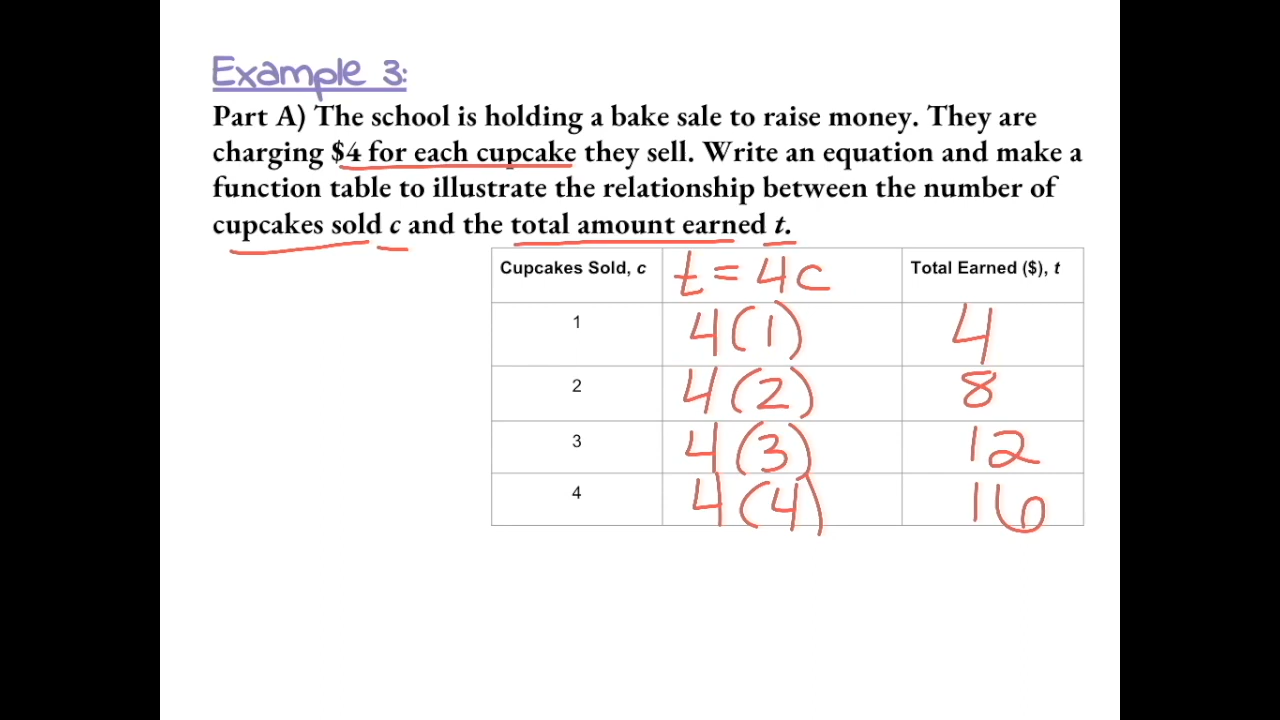 Example 3:
Part A) The school is holding a bake sale to raise money. They are
charging $4 for each cupcake they sell. Write an equation and make a
function table to illustrate the relationship between the number of
cupcakes sold c and the total amount earned t.
Cupcakes Sold, c t = 4c Total Earned ($), t
1 4(1) 4
2 4(2) 8
3 4(3) 12
4 4(4) 16